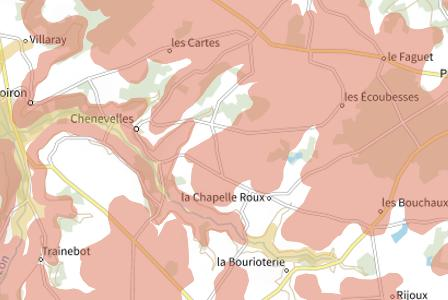 Villaray
les Cartes
le Faguet
P
oiron
les Écoubesses
Chenevelles
la Chapelle Roux
les Bouchaux
Trainebot
la Bourioterie
Rijoux